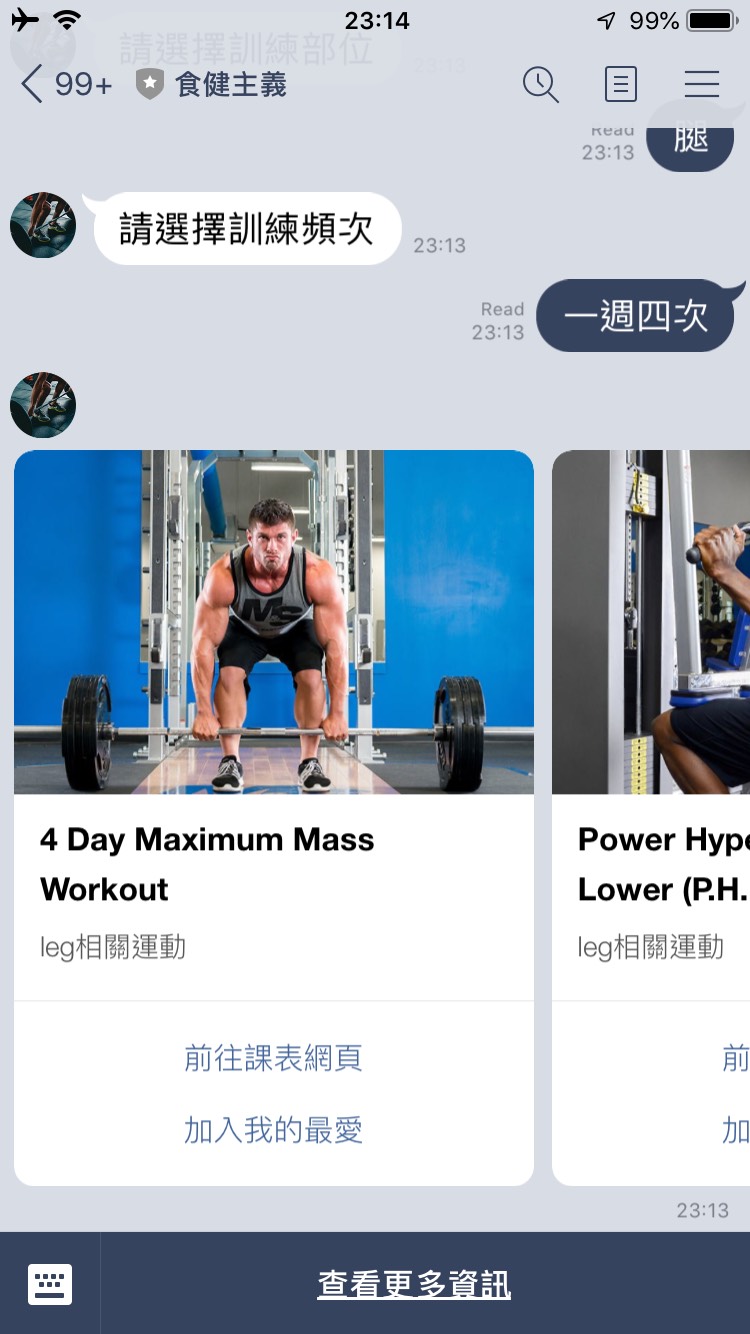 23:14
99%
請選擇訓練部位
23:13
99+
食健主義
Read
23:13
腿
請選擇訓練頻次
23:13
Read
23:13
一週四次
MS
4 Day Maximum Mass
Workout
leg相關運動
前往課表網頁
加入我的最愛
Power Hype
Lower (P.H.
leg相關運動
前
加
23:13
查看更多資訊